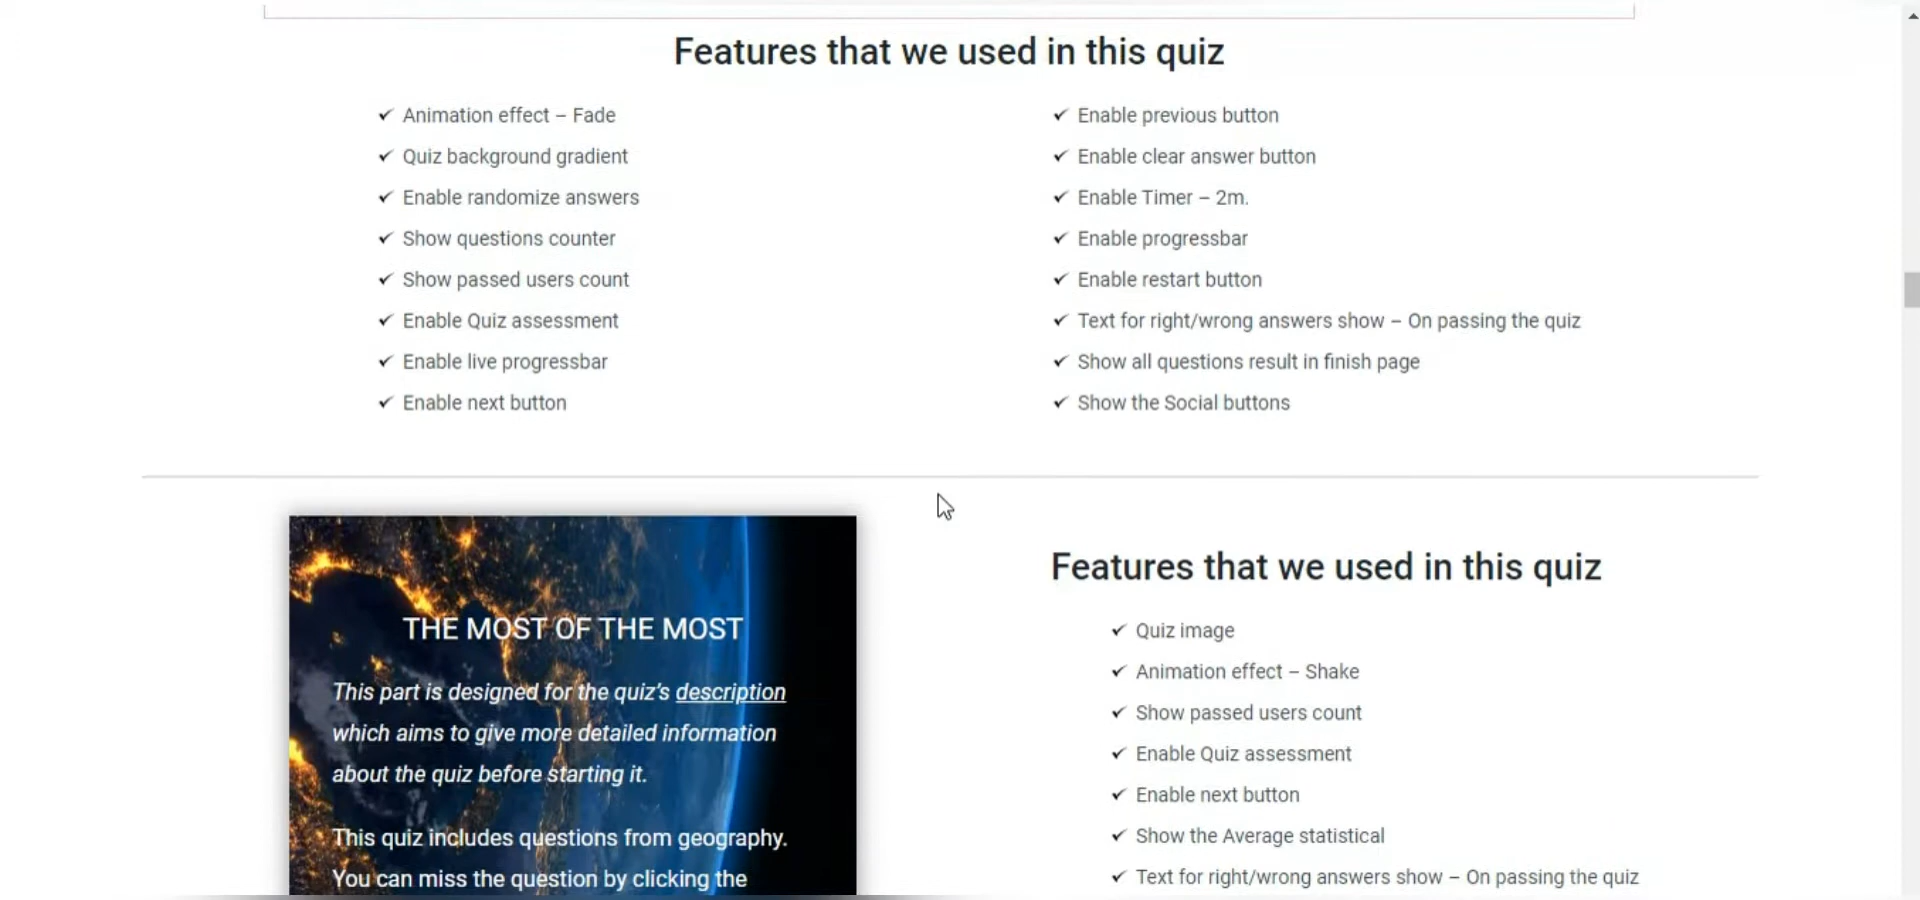 Features that we used in this quiz
✓ Animation effect – Fade
✓ Quiz background gradient
✓ Enable randomize answers
✓ Show questions counter
✓ Show passed users count
✓ Enable Quiz assessment
✓ Enable live progressbar
✓ Enable next button
✓ Enable previous button
✓ Enable clear answer button
✓ Enable Timer – 2m.
✓ Enable progressbar
✓ Enable restart button
✓ Text for right/wrong answers show – On passing the quiz
✓ Show all questions result in finish page
✓ Show the Social buttons
THE MOST OF THE MOST
This part is designed for the quiz's description
which aims to give more detailed information
about the quiz before starting it.
This quiz includes questions from geography.
You can miss the question by clicking the
Features that we used in this quiz
✓ Quiz image
✓ Animation effect – Shake
✓ Show passed users count
✓ Enable Quiz assessment
✓ Enable next button
✓ Show the Average statistical
✓ Text for right/wrong answers show – On passing the quiz